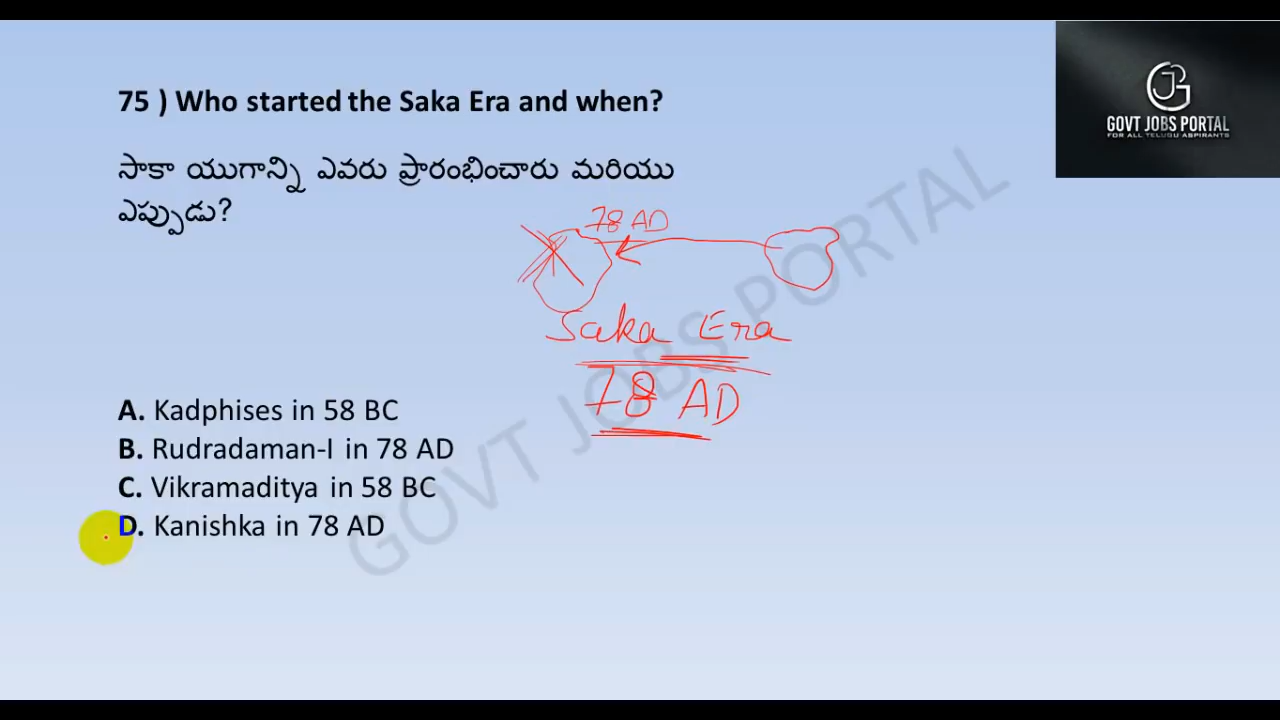 GOVT JOBS PORTAL
FOR ALL TELUGU ASPIRANTS
75 ) Who started the Saka Era and when?
సాకా యుగాన్ని ఎవరు ప్రారంభించారు మరియు
ఎప్పుడు?
78 AD
Saka Era
78 AD
A. Kadphises in 58 BC
B. Rudradaman-I in 78 AD
C. Vikramaditya in 58 BC
D. Kanishka in 78 AD
GOVT JOBS PORTAL